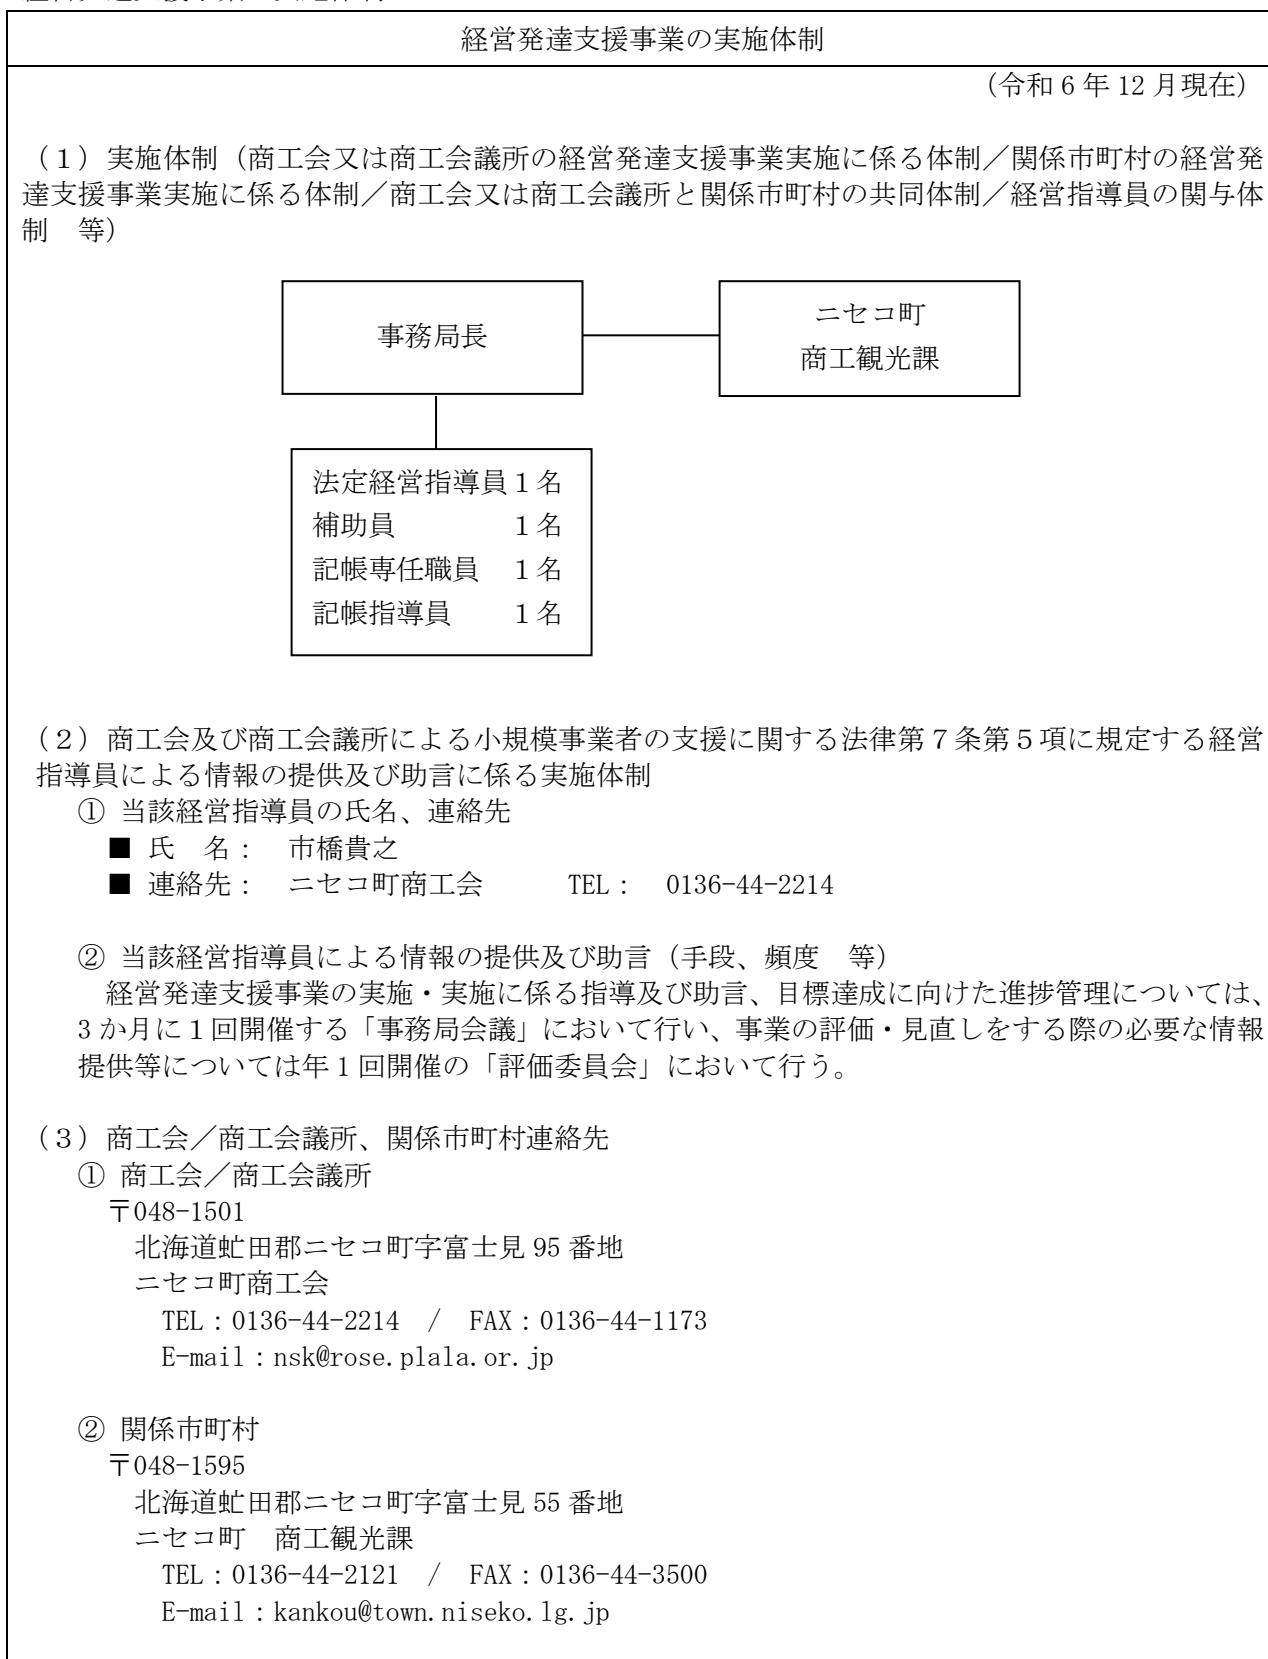 経営発達支援事業の実施体制
（令和 6 年 12 月現在）
（１）実施体制（商工会又は商工会議所の経営発達支援事業実施に係る体制／関係市町村の経営発
達支援事業実施に係る体制／商工会又は商工会議所と関係市町村の共同体制／経営指導員の関与体
制　等）
事務局長
ニセコ町
商工観光課
法定経営指導員１名
補助員　　　　１名
記帳専任職員　１名
記帳指導員　　１名
（２）商工会及び商工会議所による小規模事業者の支援に関する法律第７条第５項に規定する経営
指導員による情報の提供及び助言に係る実施体制
① 当該経営指導員の氏名、連絡先
■ 氏　名：　市橋貴之
■ 連絡先：　ニセコ町商工会　　　TEL：　0136-44-2214
② 当該経営指導員による情報の提供及び助言（手段、頻度　等）
経営発達支援事業の実施・実施に係る指導及び助言、目標達成に向けた進捗管理については、
3 か月に１回開催する「事務局会議」において行い、事業の評価・見直しをする際の必要な情報
提供等については年１回開催の「評価委員会」において行う。
（３）商工会／商工会議所、関係市町村連絡先
① 商工会／商工会議所
〒048-1501
北海道虻田郡ニセコ町字富士見 95 番地
ニセコ町商工会
TEL：0136-44-2214　/　FAX：0136-44-1173
E-mail：nsk@rose.plala.or.jp
② 関係市町村
〒048-1595
北海道虻田郡ニセコ町字富士見 55 番地
ニセコ町　商工観光課
TEL：0136-44-2121　/　FAX：0136-44-3500
E-mail：kankou@town.niseko.lg.jp